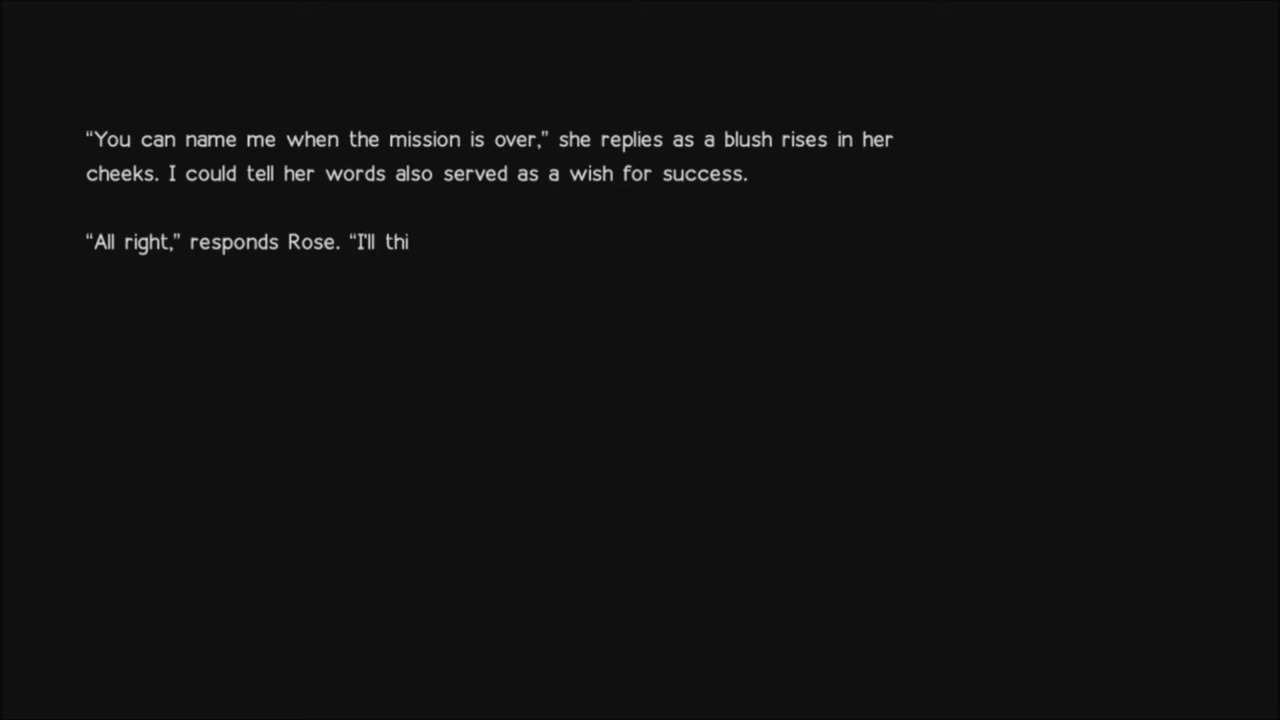 “You can name me when the mission is over,” she replies as a blush rises in her
cheeks. I could tell her words also served as a wish for success.
“All right,” responds Rose. “I'll thi